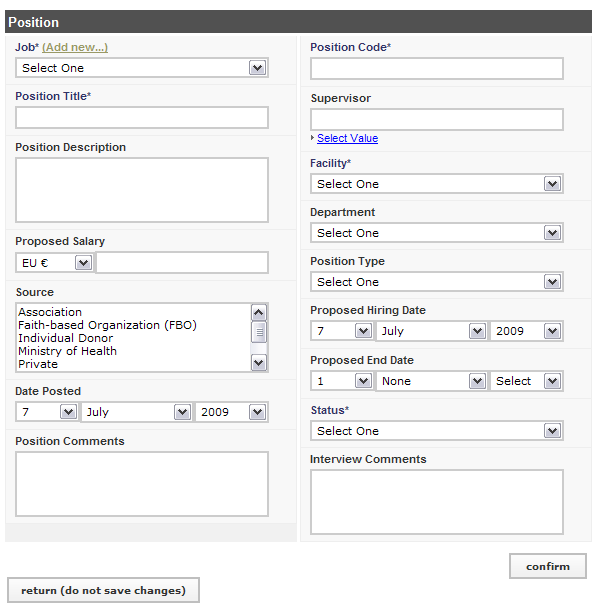 Position
Job* (Add new...)
Select One
Position Title*
Position Description
Proposed Salary
EU €
Source
Association
Faith-based Organization (FBO)
Individual Donor
Ministry of Health
Private
Date Posted
7 July 2009
Position Comments
Position Code*
Supervisor
Select Value
Facility*
Select One
Department
Select One
Position Type
Select One
Proposed Hiring Date
7 July 2009
Proposed End Date
1 None Select
Status*
Select One
Interview Comments
confirm
return (do not save changes)